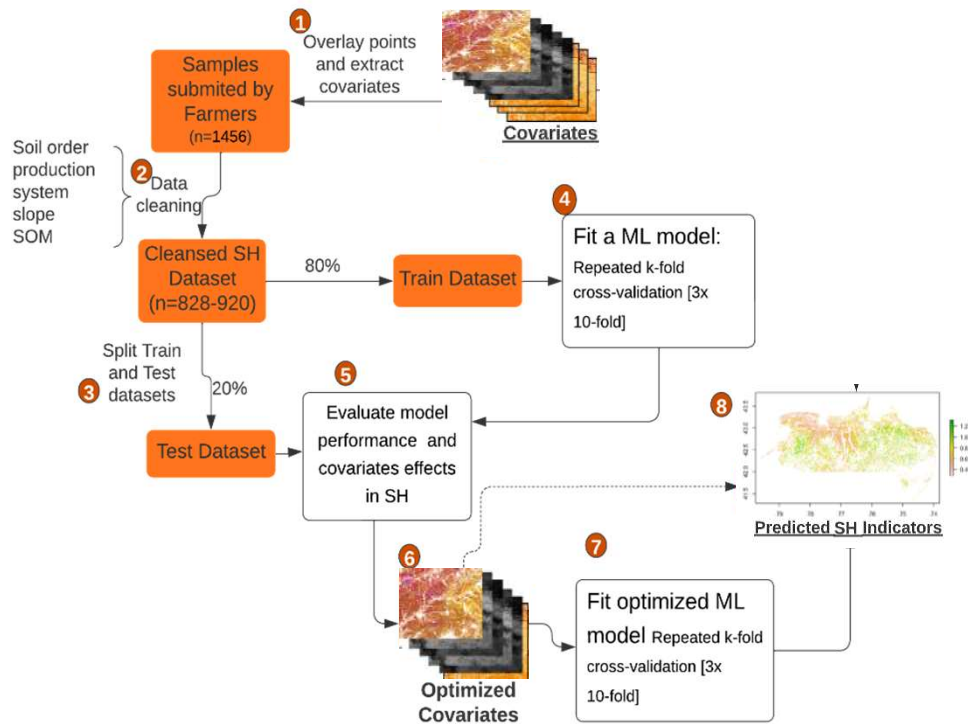 1
Overlay points
and extract
covariates
Covariates
Samples
submited by
Farmers
(n=1456)
Soil order
production
system
slope
SOM
2
Data
cleaning
Cleansed SH
Dataset
(n=828-920)
80%
Train Dataset
4
Fit a ML model:
Repeated k-fold
cross-validation [3x
10-fold]
Split Train
and Test
datasets
3
20%
Test Dataset
5
Evaluate model
performance and
covariates effects
in SH
6
Optimized
Covariates
7
Fit optimized ML
model Repeated k-fold
cross-validation [3x
10-fold]
8
Predicted SH Indicators